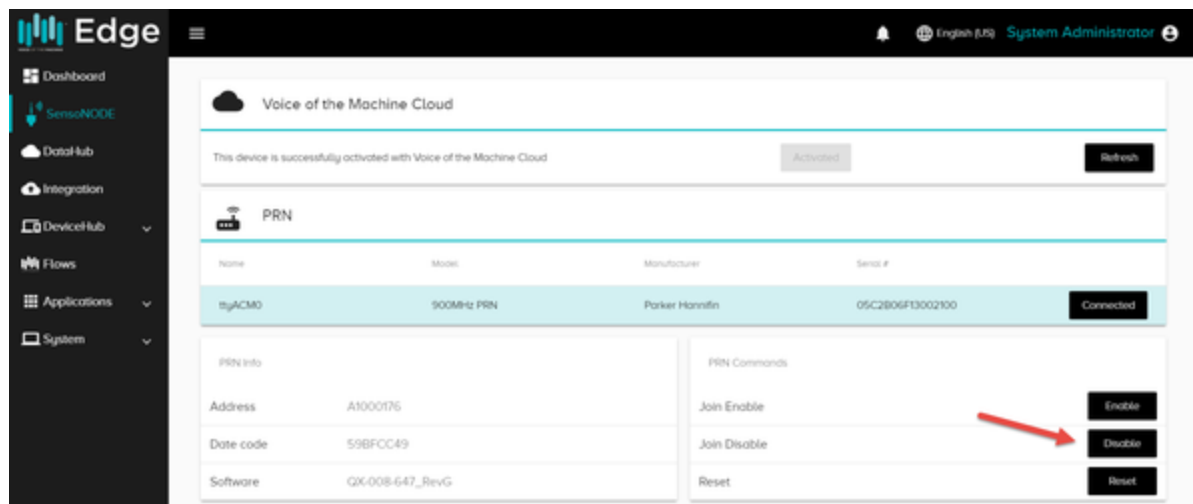 Edge
English (US) System Administrator
Dashboard
SensoNODE
DataHub
Integration
DeviceHub
Flows
Applications
System
Voice of the Machine Cloud
This device is successfully activated with Voice of the Machine Cloud Activated Refresh
PRN
Name Model Manufacturer Serial #
ttyACM0 900MHz PRN Parker Hannifin 05C2B06F13002100 Connected
PRN Info
Address A1000176
Date code 59BFCC49
Software QX-008-647_RevG
PRN Commands
Join Enable Enable
Join Disable Disable
Reset Reset